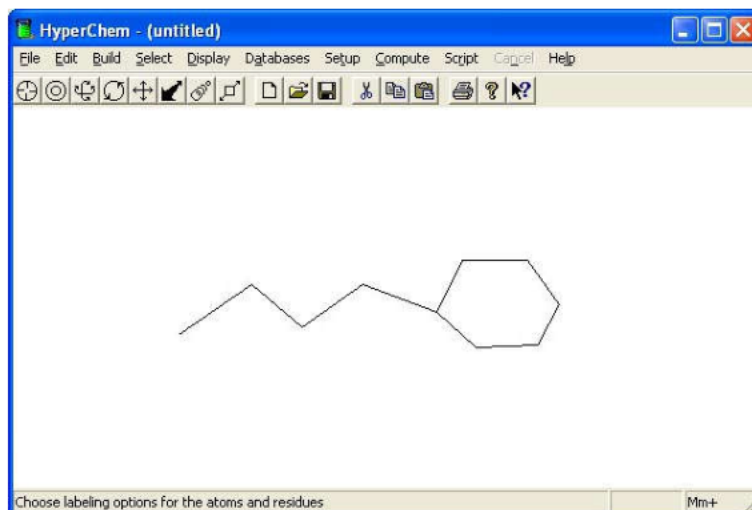 HyperChem - (untitled)
File Edit Build Select Display Databases Setup Compute Script Cancel Help
Choose labeling options for the atoms and residues Mm+